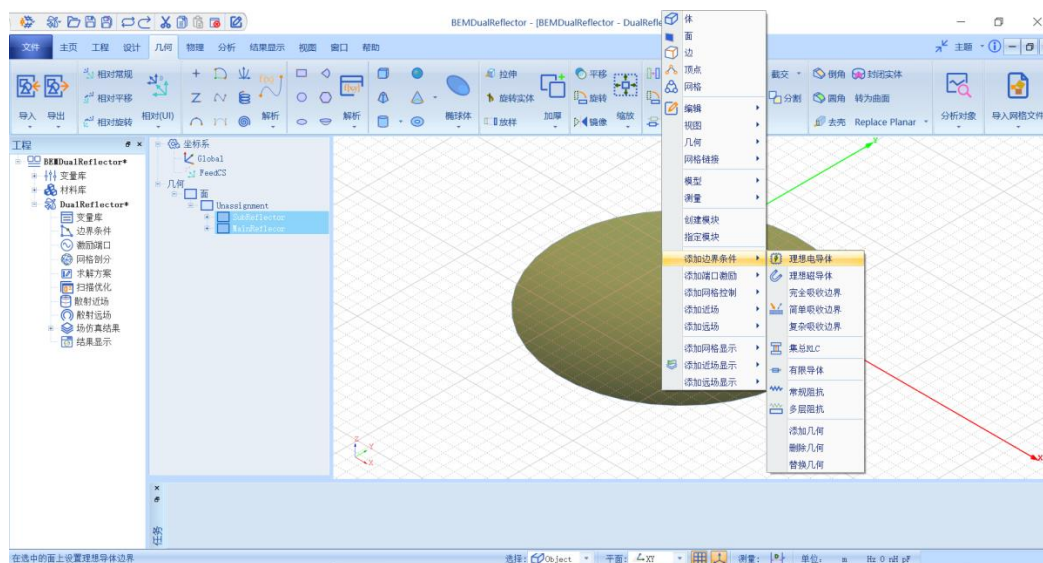 BEMDualReflector - [BEMDualReflector - DualRefle
文件 主页 工程 设计 几何 物理 分析 结果显示 视图 窗口 帮助 主题
导入 导出 相对常规 相对平移 相对旋转 相对(UI) 解析 解析 椭球体 拉伸 旋转实体 放样 加厚 平移 旋转 镜像 缩放 截交 分割 倒角 圆角 去壳 封闭实体 转为曲面 Replace Planar 分析对象 导入网格文件
工程
BEMDualReflector*
变量库
材料库
DualReflector*
变量库
边界条件
激励端口
网格剖分
求解方案
扫描优化
散射近场
散射远场
场仿真结果
结果显示
坐标系
Global
FeedCS
几何
面
Unassignment
SubReflector
MainReflecor
体
面
边
顶点
网格
编辑
视图
几何
网格链接
模型
测量
创建模块
指定模块
添加边界条件
添加端口激励
添加网格控制
添加近场
添加远场
添加网格显示
添加近场显示
添加远场显示
理想电导体
理想磁导体
完全吸收边界
简单吸收边界
复杂吸收边界
集总RLC
有限导体
常规阻抗
多层阻抗
添加几何
删除几何
替换几何
Y
X
Z
Y
X
任务
在选中的面上设置理想导体边界 选择: Object 平面: XY 测量: 单位: m Hz O nH pF